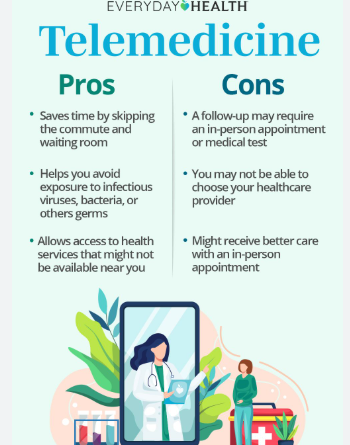 EVERYDAY HEALTH
Telemedicine
Pros
• Saves time by skipping
the commute and
waiting room
• Helps you avoid
exposure to infectious
viruses, bacteria, or
others germs
• Allows access to health
services that might not
be available near you
Cons
• A follow-up may require
an in-person appointment
or medical test
• You may not be able to
choose your healthcare
provider
• Might receive better care
with an in-person
appointment